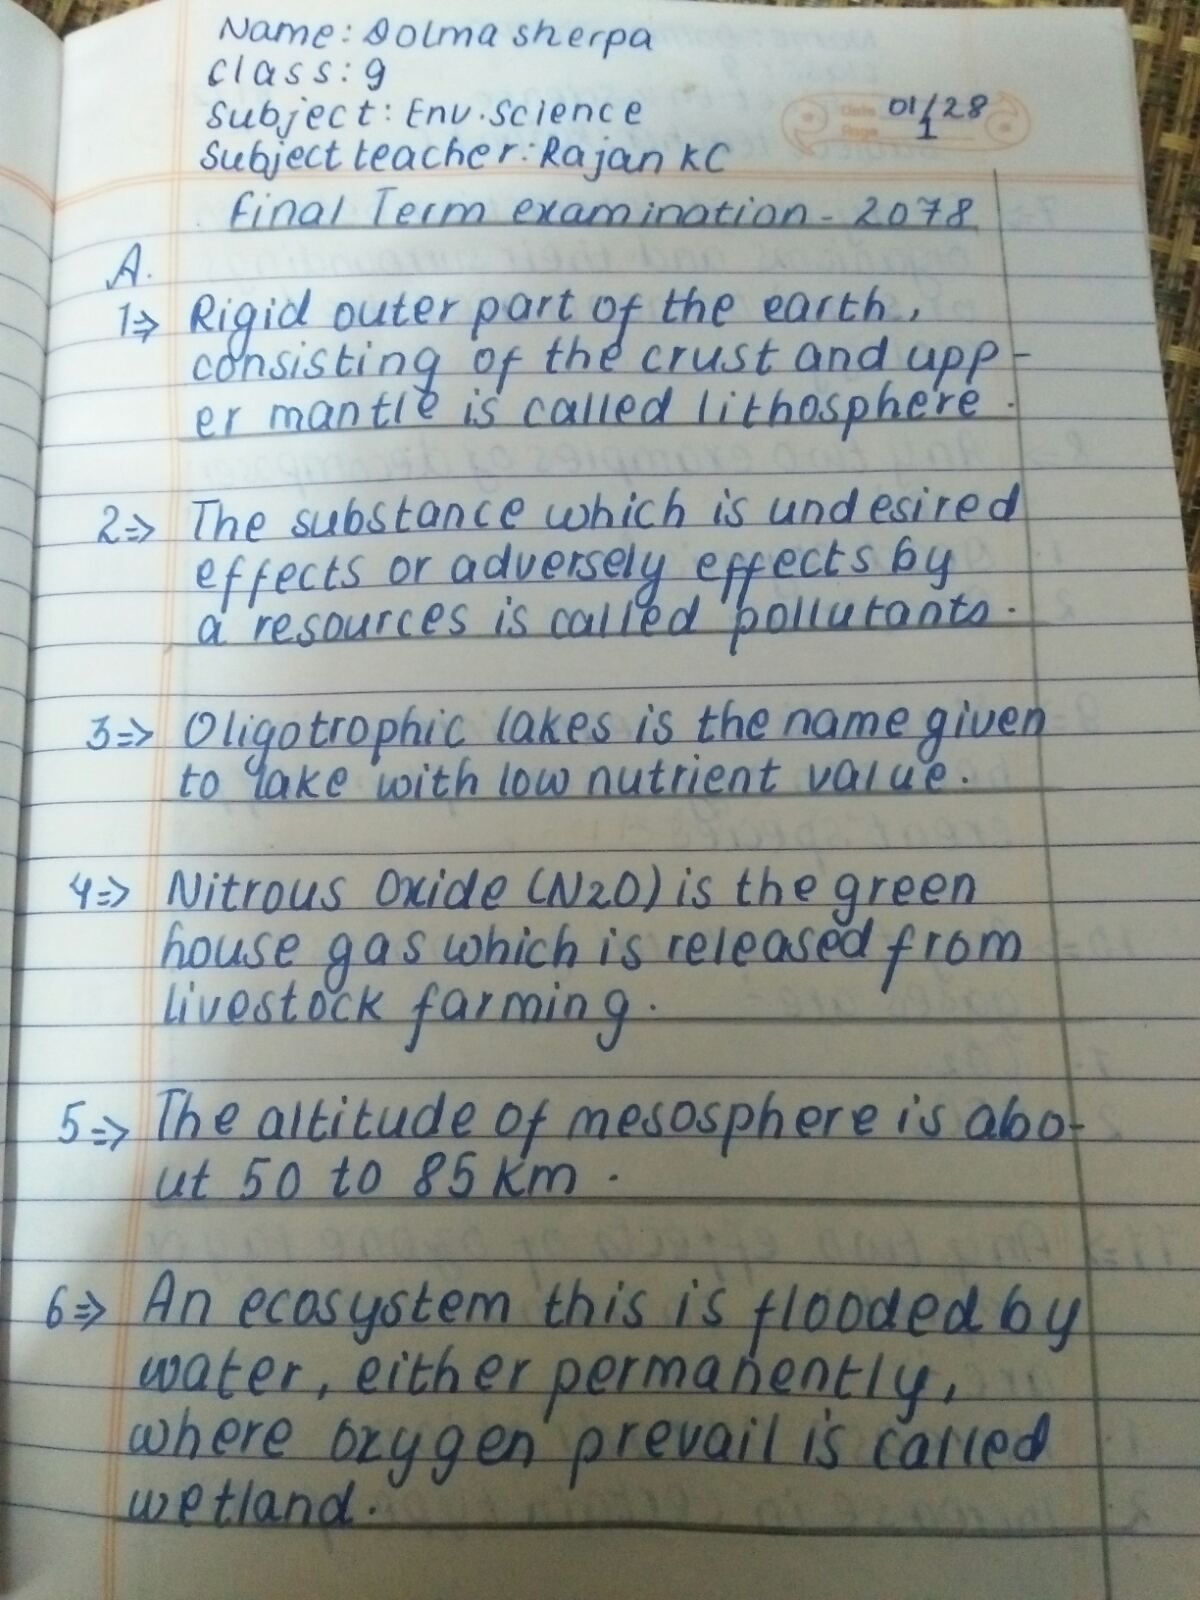 Name: Dolma sherpa
Class: 9
Subject: Env. Science
Subject teacher: Rajan KC
Date 01/28
Page 1
Final Term examination - 2078
A.
1⇒ Rigid outer part of the earth,
consisting of the crust and upp-
er mantle is called lithosphere.
2⇒ The substance which is undesired
effects or adversely effects by
a resources is called pollutants.
3⇒ Oligotrophic lakes is the name given
to lake with low nutrient value.
4⇒ Nitrous Oxide (N2O) is the green
house gas which is released from
livestock farming.
5⇒ The altitude of mesosphere is abo-
ut 50 to 85 km.
6⇒ An ecosystem this is flooded by
water, either permanently,
where oxygen prevail is called
wetland.